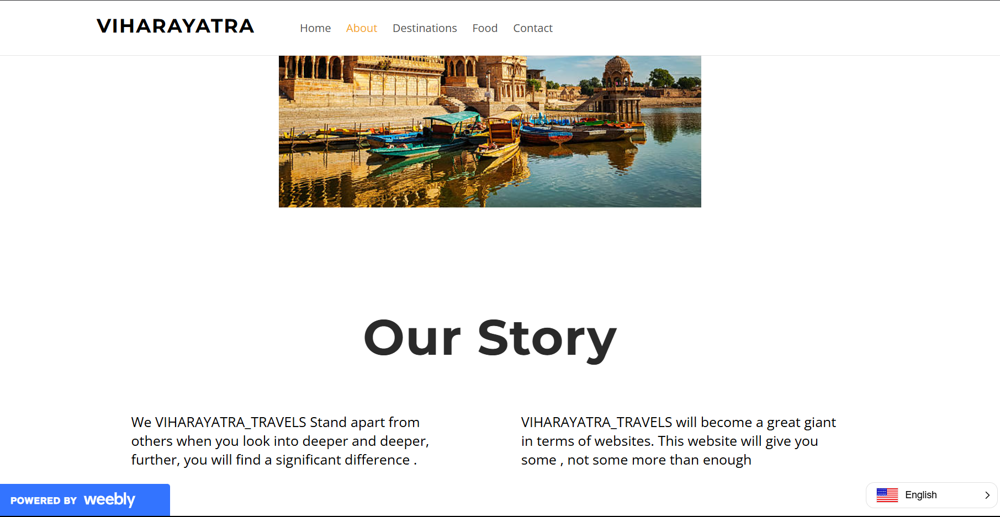 VIHARAYATRA
Home About Destinations Food Contact
Our Story
We VIHARAYATRA_TRAVELS Stand apart from
others when you look into deeper and deeper,
further, you will find a significant difference .
VIHARAYATRA_TRAVELS will become a great giant
in terms of websites. This website will give you
some , not some more than enough
POWERED BY weebly
English